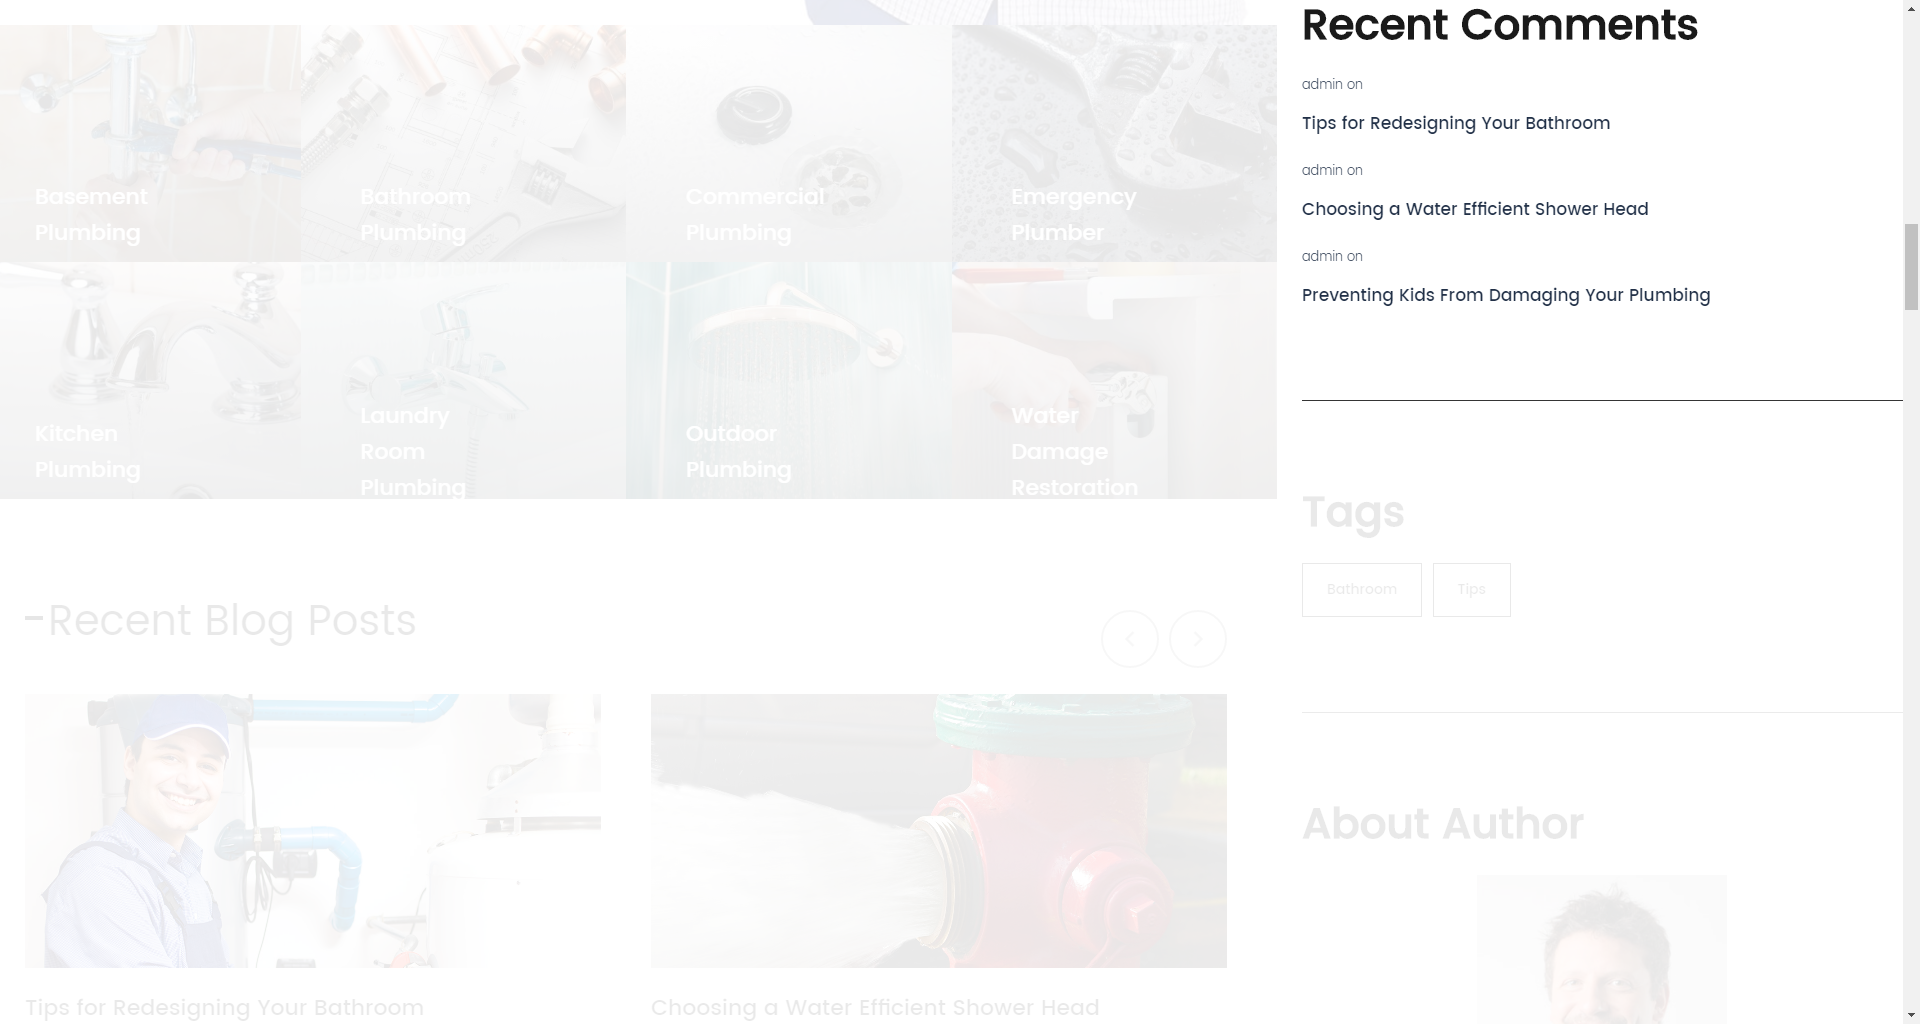 Basement
Plumbing
Bathroom
Plumbing
Commercial
Plumbing
Emergency
Plumber
Kitchen
Plumbing
Laundry
Room
Plumbing
Outdoor
Plumbing
Water
Damage
Restoration
Recent Blog Posts
Tips for Redesigning Your Bathroom
Choosing a Water Efficient Shower Head
Recent Comments
admin on
Tips for Redesigning Your Bathroom
admin on
Choosing a Water Efficient Shower Head
admin on
Preventing Kids From Damaging Your Plumbing
Tags
Bathroom
Tips
About Author